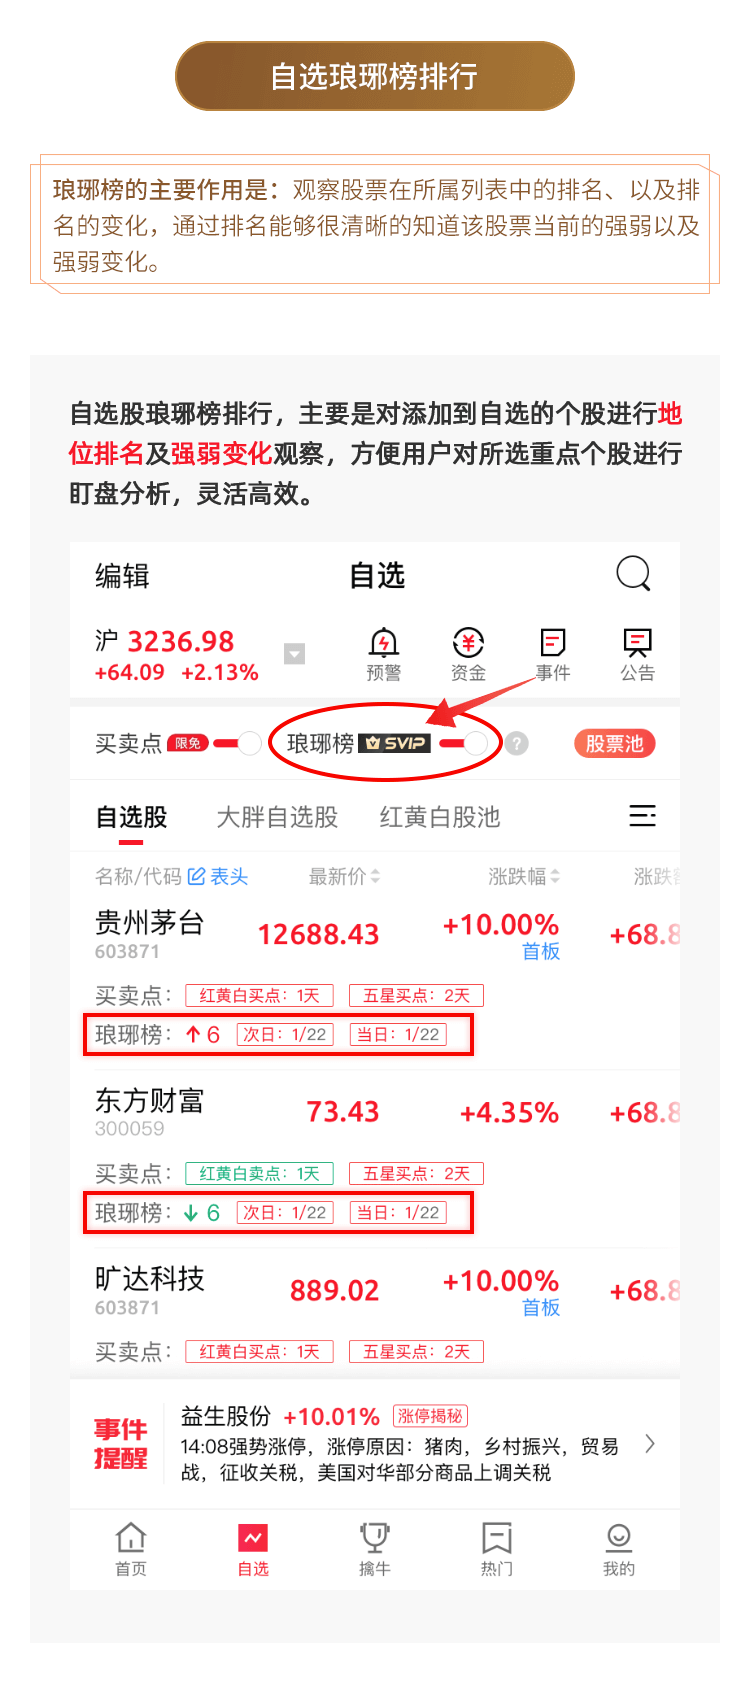 自选琅琊榜排行
琅琊榜的主要作用是：观察股票在所属列表中的排名、以及排
名的变化，通过排名能够很清晰的知道该股票当前的强弱以及
强弱变化。
自选股琅琊榜排行，主要是对添加到自选的个股进行地
位排名及强弱变化观察，方便用户对所选重点个股进行
盯盘分析，灵活高效。
编辑 自选
沪 3236.98
+64.09 +2.13%
预警 资金 事件 公告
买卖点 限免 琅琊榜 SVIP ? 股票池
自选股 大胖自选股 红黄白股池
名称/代码 表头 最新价 涨跌幅 涨跌
贵州茅台 12688.43 +10.00% +68.8
603871 首板
买卖点： 红黄白买点：1天 五星买点：2天
琅琊榜： 6 次日：1/22 当日：1/22
东方财富 73.43 +4.35% +68.8
300059
买卖点： 红黄白卖点：1天 五星买点：2天
琅琊榜： 6 次日：1/22 当日：1/22
旷达科技 889.02 +10.00% +68.8
603871 首板
买卖点： 红黄白买点：1天 五星买点：2天
事件
提醒
益生股份 +10.01% 涨停揭秘
14:08强势涨停，涨停原因：猪肉，乡村振兴，贸易
战，征收关税，美国对华部分商品上调关税
首页 自选 擒牛 热门 我的